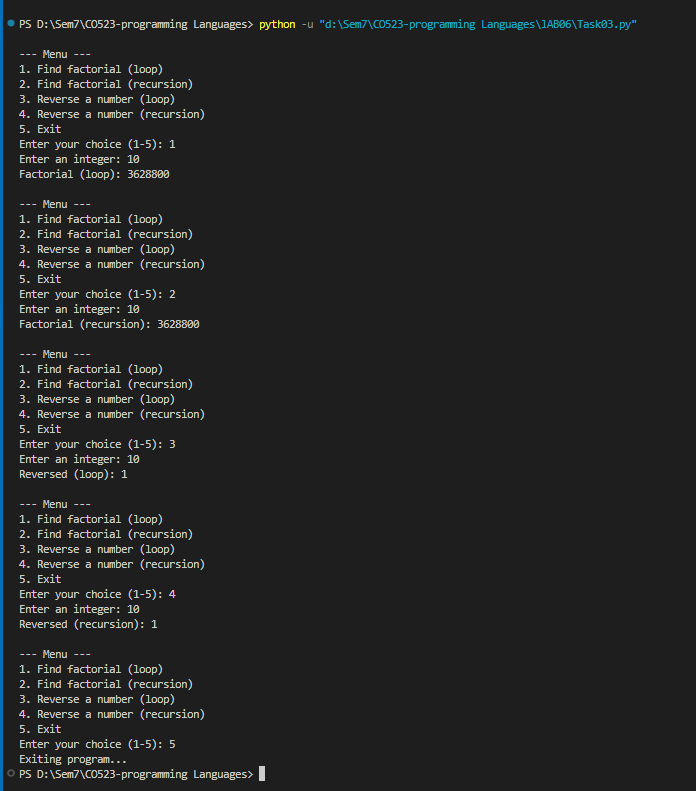 PS D:\Sem7\CO523-programming Languages> python -u "d:\Sem7\CO523-programming Languages\lAB06\Task03.py"
--- Menu ---
1. Find factorial (loop)
2. Find factorial (recursion)
3. Reverse a number (loop)
4. Reverse a number (recursion)
5. Exit
Enter your choice (1-5): 1
Enter an integer: 10
Factorial (loop): 3628800
--- Menu ---
1. Find factorial (loop)
2. Find factorial (recursion)
3. Reverse a number (loop)
4. Reverse a number (recursion)
5. Exit
Enter your choice (1-5): 2
Enter an integer: 10
Factorial (recursion): 3628800
--- Menu ---
1. Find factorial (loop)
2. Find factorial (recursion)
3. Reverse a number (loop)
4. Reverse a number (recursion)
5. Exit
Enter your choice (1-5): 3
Enter an integer: 10
Reversed (loop): 1
--- Menu ---
1. Find factorial (loop)
2. Find factorial (recursion)
3. Reverse a number (loop)
4. Reverse a number (recursion)
5. Exit
Enter your choice (1-5): 4
Enter an integer: 10
Reversed (recursion): 1
--- Menu ---
1. Find factorial (loop)
2. Find factorial (recursion)
3. Reverse a number (loop)
4. Reverse a number (recursion)
5. Exit
Enter your choice (1-5): 5
Exiting program...
PS D:\Sem7\CO523-programming Languages>